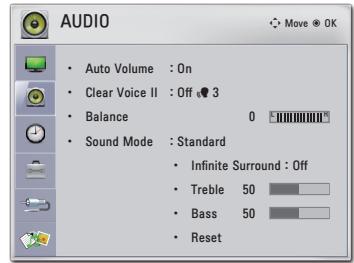 AUDIO Move OK
• Auto Volume : On
• Clear Voice II : Off 3
• Balance 0 L R
• Sound Mode : Standard
• Infinite Surround : Off
• Treble 50
• Bass 50
• Reset